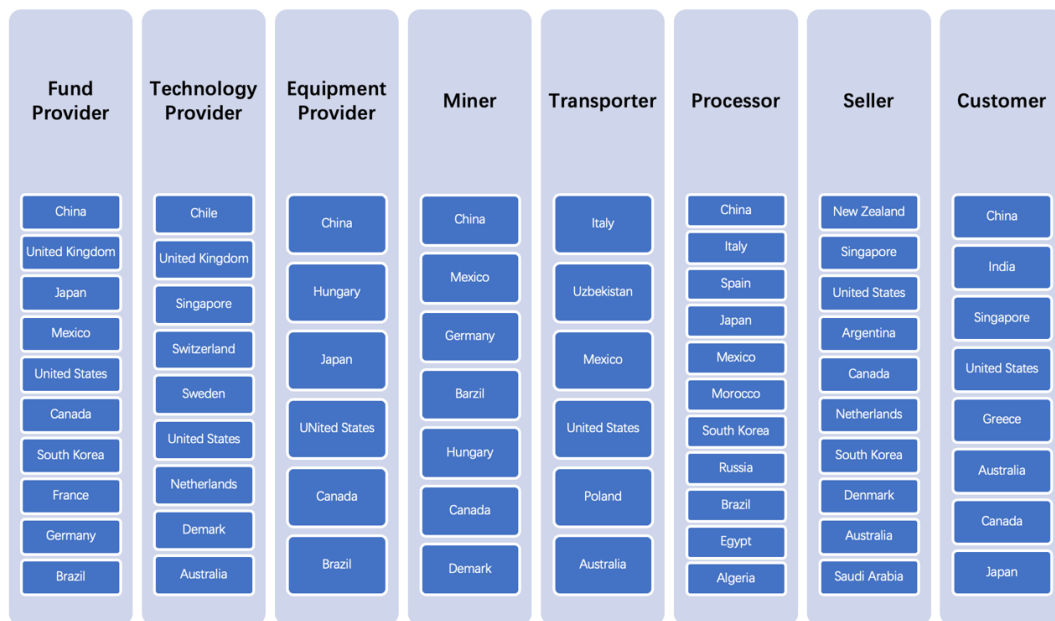 Fund
Provider
China
United Kingdom
Japan
Mexico
United States
Canada
South Korea
France
Germany
Brazil
Technology
Provider
Chile
United Kingdom
Singapore
Switzerland
Sweden
United States
Netherlands
Demark
Australia
Equipment
Provider
China
Hungary
Japan
UNited States
Canada
Brazil
Miner
China
Mexico
Germany
Barzil
Hungary
Canada
Demark
Transporter
Italy
Uzbekistan
Mexico
United States
Poland
Australia
Processor
China
Italy
Spain
Japan
Mexico
Morocco
South Korea
Russia
Brazil
Egypt
Algeria
Seller
New Zealand
Singapore
United States
Argentina
Canada
Netherlands
South Korea
Denmark
Australia
Saudi Arabia
Customer
China
India
Singapore
United States
Greece
Australia
Canada
Japan